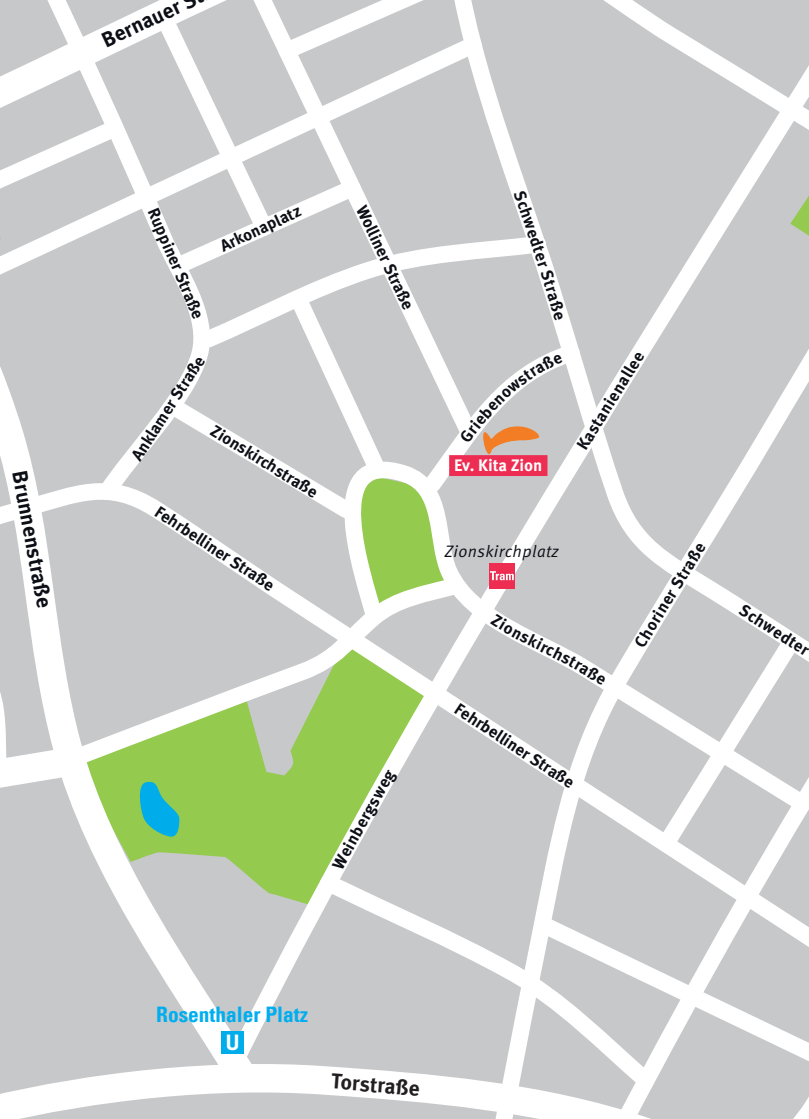 Bernauer
Schwedter Straße
Ruppiner Straße
Arkonaplatz
Wolliner Straße
Anklamer Straße
Griebenowstraße
Kastanienallee
Zionskirchstraße
Ev. Kita Zion
Brunnenstraße
Fehrbelliner Straße
Zionskirchplatz
Tram
Choriner Straße
Schwedter
Zionskirchstraße
Fehrbelliner Straße
Weinbergsweg
Rosenthaler Platz
U
Torstraße